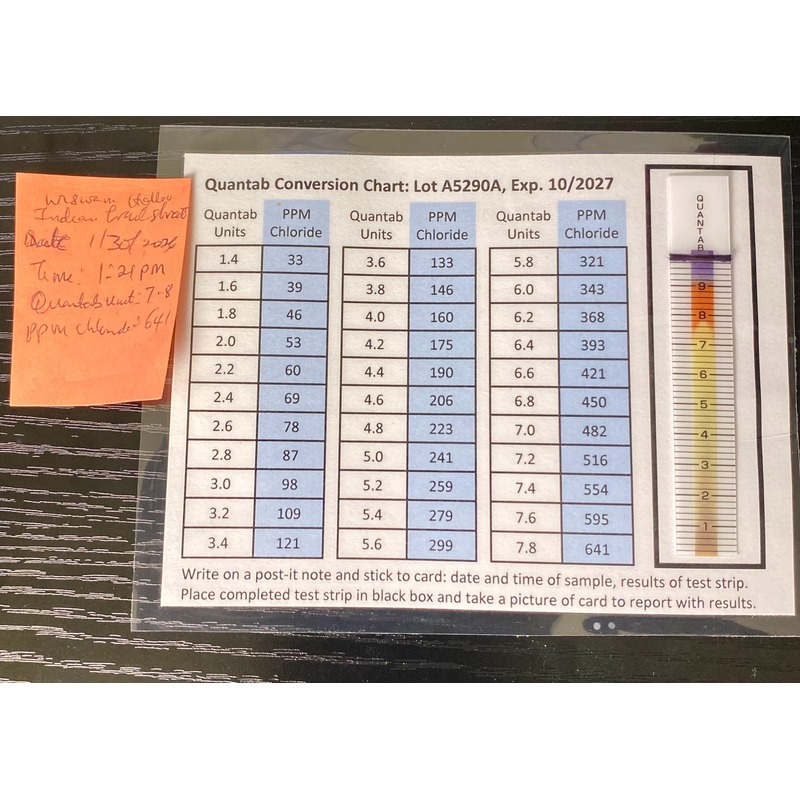 Quantab Conversion Chart: Lot A5290A, Exp. 10/2027
Quantab Units PPM Chloride Quantab Units PPM Chloride Quantab Units PPM Chloride
1.4 33 3.6 133 5.8 321
1.6 39 3.8 146 6.0 343
1.8 46 4.0 160 6.2 368
2.0 53 4.2 175 6.4 393
2.2 60 4.4 190 6.6 421
2.4 69 4.6 206 6.8 450
2.6 78 4.8 223 7.0 482
2.8 87 5.0 241 7.2 516
3.0 98 5.2 259 7.4 554
3.2 109 5.4 279 7.6 595
3.4 121 5.6 299 7.8 641
Write on a post-it note and stick to card: date and time of sample, results of test strip.
Place completed test strip in black box and take a picture of card to report with results.
Indian
Date 1/30/2026
Time: 1:21 pm
Quantab Unit: 7.8
PPM Chloride: 641
QUANTAB
9
8
7
6
5
4
3
2
1